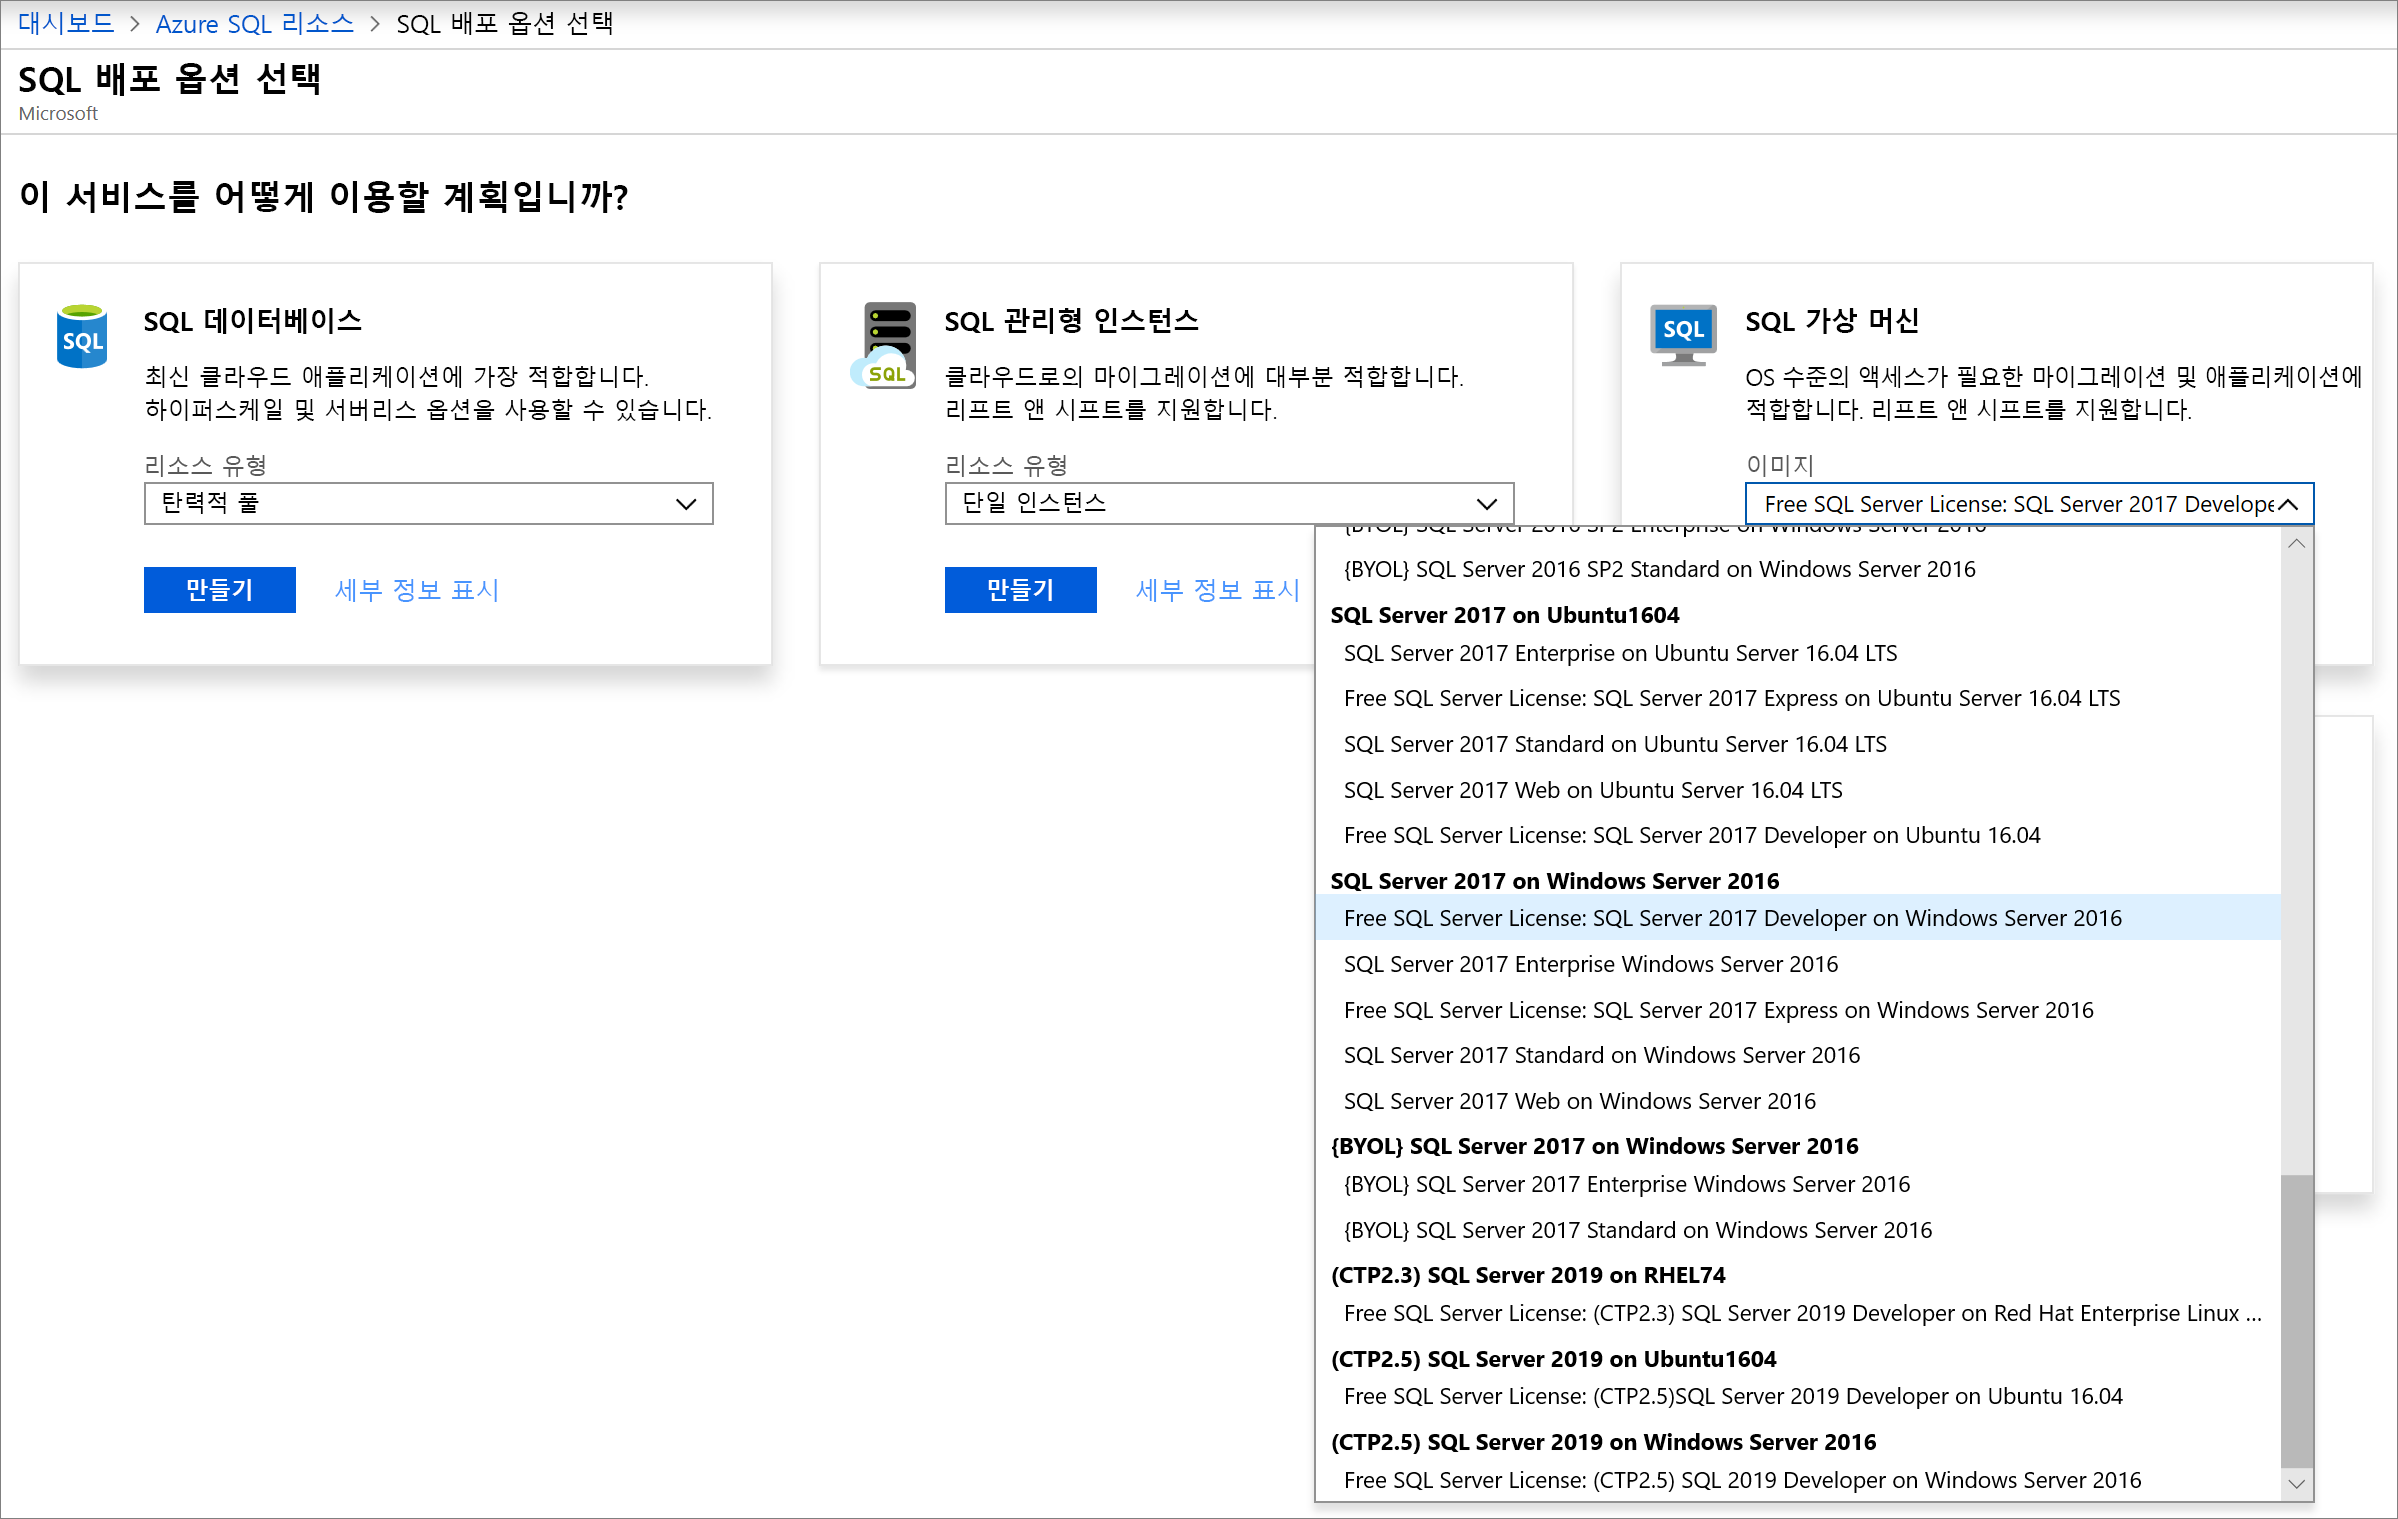 대시보드 > Azure SQL 리소스 > SQL 배포 옵션 선택
SQL 배포 옵션 선택
Microsoft
이 서비스를 어떻게 이용할 계획입니까?
SQL
SQL 데이터베이스
최신 클라우드 애플리케이션에 가장 적합합니다.
하이퍼스케일 및 서버리스 옵션을 사용할 수 있습니다.
리소스 유형
탄력적 풀
만들기 세부 정보 표시
SQL
SQL 관리형 인스턴스
클라우드로의 마이그레이션에 대부분 적합합니다.
리프트 앤 시프트를 지원합니다.
리소스 유형
단일 인스턴스
만들기 세부 정보 표시
SQL
SQL 가상 머신
OS 수준의 액세스가 필요한 마이그레이션 및 애플리케이션에
적합합니다. 리프트 앤 시프트를 지원합니다.
이미지
Free SQL Server License: SQL Server 2017 Develope
{BYOL} SQL Server 2016 SP2 Enterprise on Windows Server 2016
{BYOL} SQL Server 2016 SP2 Standard on Windows Server 2016
SQL Server 2017 on Ubuntu1604
SQL Server 2017 Enterprise on Ubuntu Server 16.04 LTS
Free SQL Server License: SQL Server 2017 Express on Ubuntu Server 16.04 LTS
SQL Server 2017 Standard on Ubuntu Server 16.04 LTS
SQL Server 2017 Web on Ubuntu Server 16.04 LTS
Free SQL Server License: SQL Server 2017 Developer on Ubuntu 16.04
SQL Server 2017 on Windows Server 2016
Free SQL Server License: SQL Server 2017 Developer on Windows Server 2016
SQL Server 2017 Enterprise Windows Server 2016
Free SQL Server License: SQL Server 2017 Express on Windows Server 2016
SQL Server 2017 Standard on Windows Server 2016
SQL Server 2017 Web on Windows Server 2016
{BYOL} SQL Server 2017 on Windows Server 2016
{BYOL} SQL Server 2017 Enterprise Windows Server 2016
{BYOL} SQL Server 2017 Standard on Windows Server 2016
(CTP2.3) SQL Server 2019 on RHEL74
Free SQL Server License: (CTP2.3) SQL Server 2019 Developer on Red Hat Enterprise Linux ...
(CTP2.5) SQL Server 2019 on Ubuntu1604
Free SQL Server License: (CTP2.5)SQL Server 2019 Developer on Ubuntu 16.04
(CTP2.5) SQL Server 2019 on Windows Server 2016
Free SQL Server License: (CTP2.5) SQL 2019 Developer on Windows Server 2016